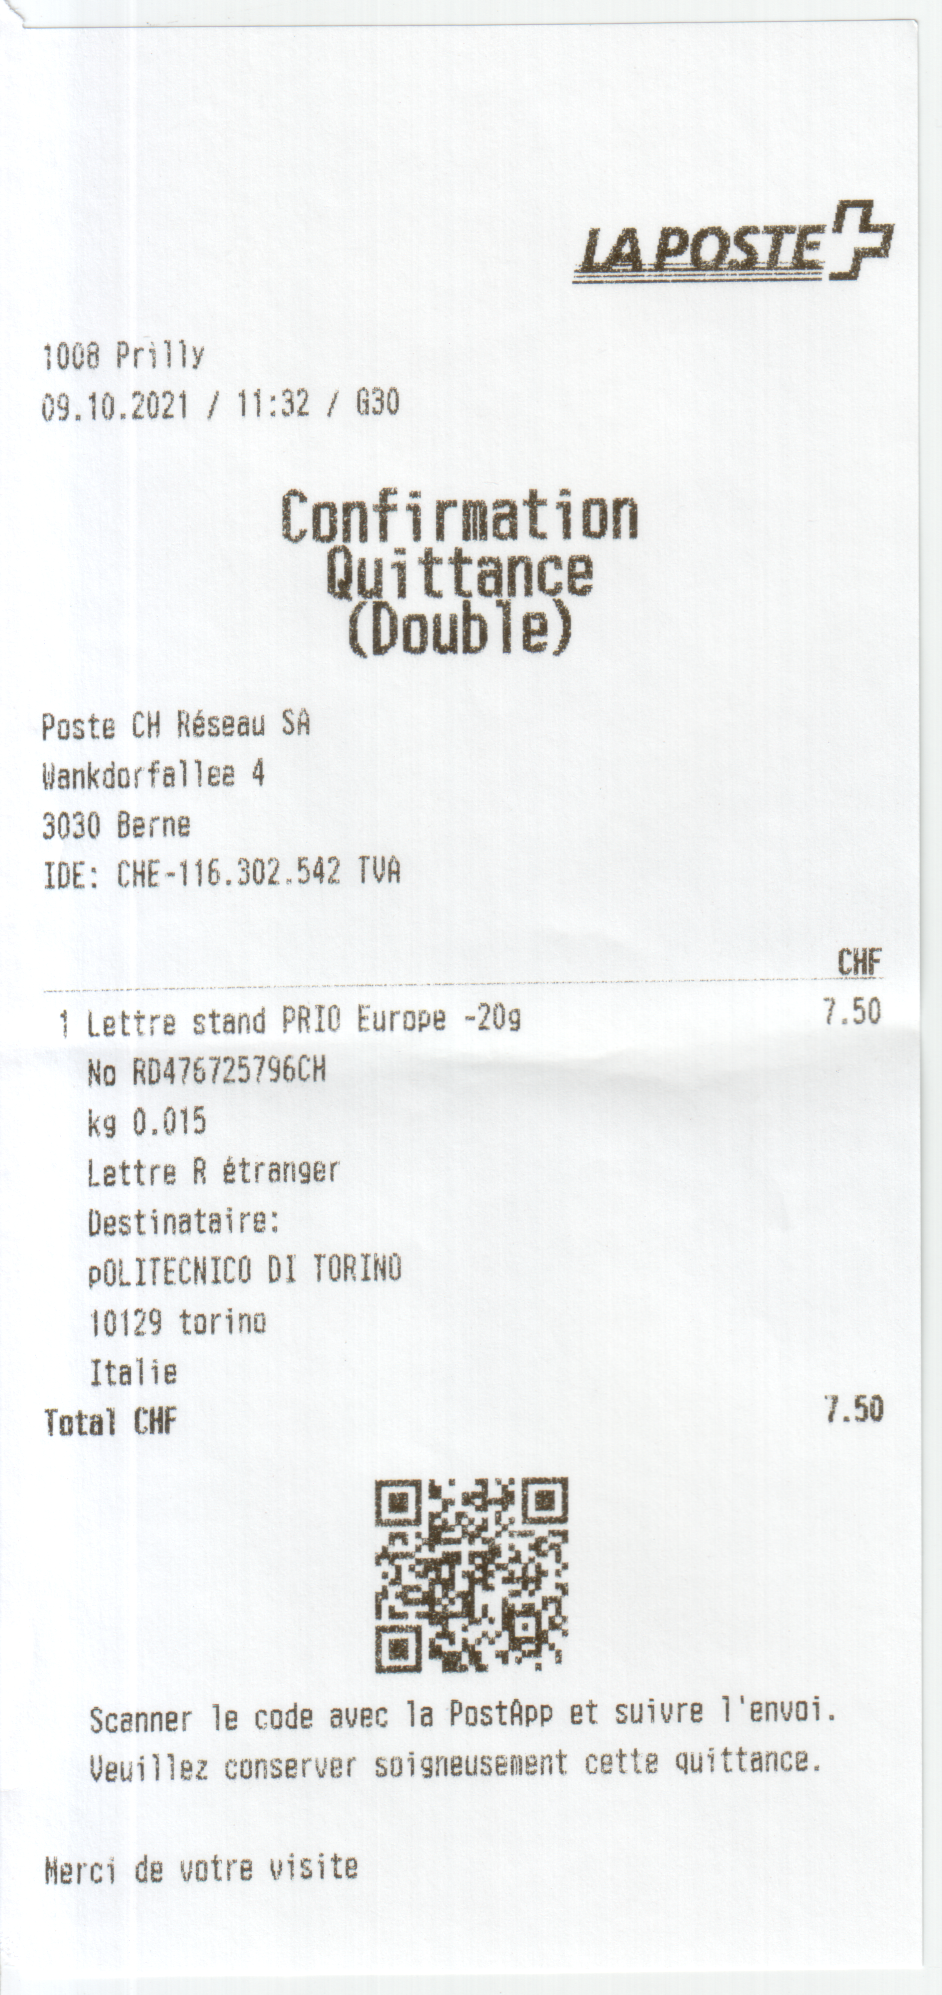 LA POSTE
1008 Prilly
09.10.2021 / 11:32 / G30
Confirmation
Quittance
(Double)
Poste CH Réseau SA
Wankdorfallee 4
3030 Berne
IDE: CHE-116.302.542 TVA
CHF
1 Lettre stand PRIO Europe -20g 7.50
No RD476725796CH
kg 0.015
Lettre R étranger
Destinataire:
pOLITECNICO DI TORINO
10129 torino
Italie
Total CHF 7.50
Scanner le code avec la PostApp et suivre l'envoi.
Veuillez conserver soigneusement cette quittance.
Merci de votre visite